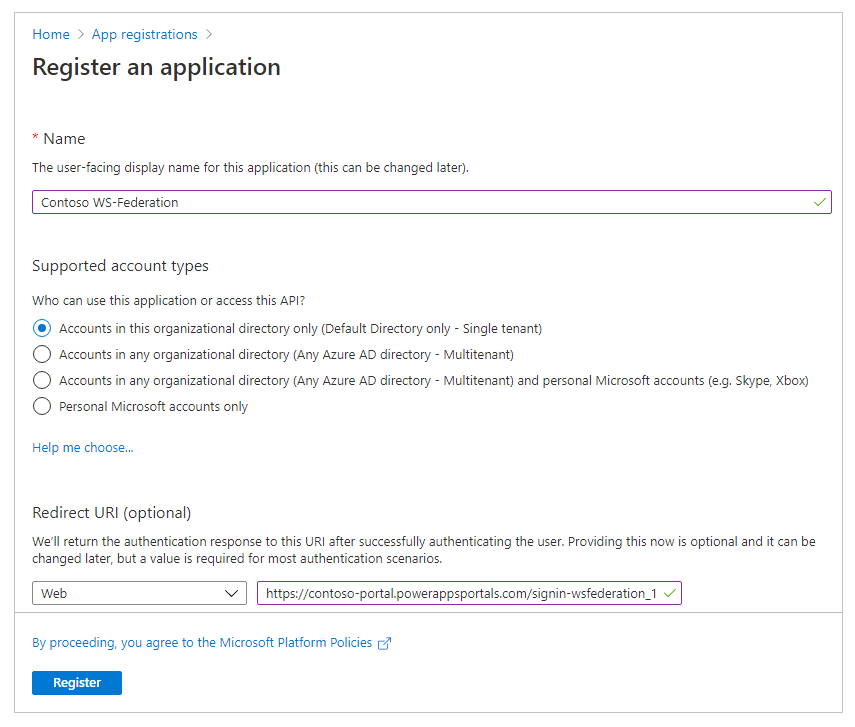 Home > App registrations >
Register an application
* Name
The user-facing display name for this application (this can be changed later).
Contoso WS-Federation
Supported account types
Who can use this application or access this API?
Accounts in this organizational directory only (Default Directory only - Single tenant)
Accounts in any organizational directory (Any Azure AD directory - Multitenant)
Accounts in any organizational directory (Any Azure AD directory - Multitenant) and personal Microsoft accounts (e.g. Skype, Xbox)
Personal Microsoft accounts only
Help me choose...
Redirect URI (optional)
We'll return the authentication response to this URI after successfully authenticating the user. Providing this now is optional and it can be
changed later, but a value is required for most authentication scenarios.
Web https://contoso-portal.powerappsportals.com/signin-wsfederation_1
By proceeding, you agree to the Microsoft Platform Policies
Register